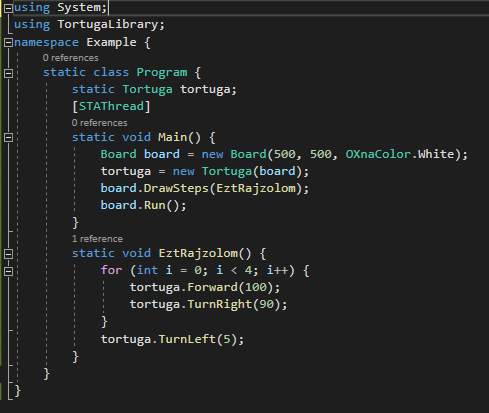 using System;
using TortugaLibrary;
namespace Example {
0 references
static class Program {
static Tortuga tortuga;
[STAThread]
0 references
static void Main() {
Board board = new Board(500, 500, OXnaColor.White);
tortuga = new Tortuga(board);
board.DrawSteps(EztRajzolom);
board.Run();
}
1 reference
static void EztRajzolom() {
for (int i = 0; i < 4; i++) {
tortuga.Forward(100);
tortuga.TurnRight(90);
}
tortuga.TurnLeft(5);
}
}
}